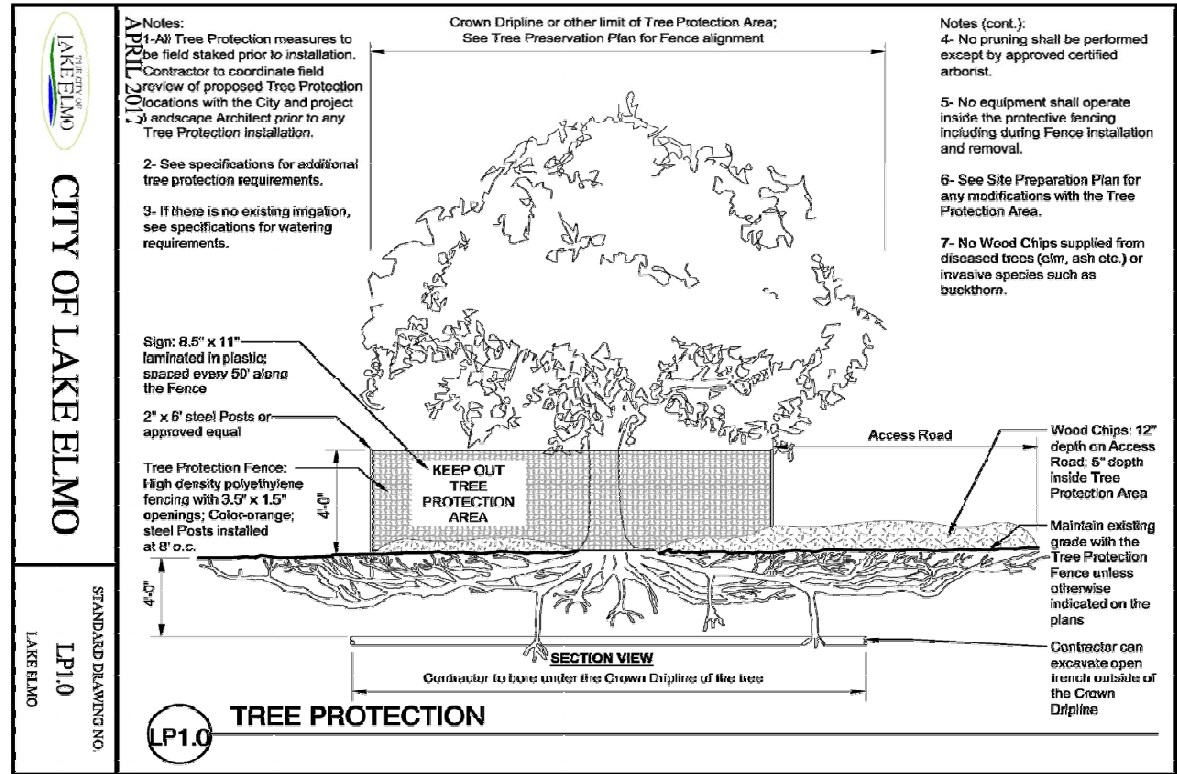 THE CITY OF
LAKE ELMO
CITY OF LAKE ELMO
STANDARD DRAWING NO.
LP1.0
LAKE ELMO
APRIL 2017
Notes:
1-All Tree Protection measures to
be field staked prior to installation.
Contractor to coordinate field
review of proposed Tree Protection
locations with the City and project
Landscape Architect prior to any
Tree Protection installation.
2- See specifications for additional
tree protection requirements.
3- If there is no existing irrigation,
see specifications for watering
requirements.
Crown Dripline or other limit of Tree Protection Area;
See Tree Preservation Plan for Fence alignment
Notes (cont.):
4- No pruning shall be performed
except by approved certified
arborist.
5- No equipment shall operate
inside the protective fencing
including during Fence installation
and removal.
6- See Site Preparation Plan for
any modifications with the Tree
Protection Area.
7- No Wood Chips supplied from
diseased trees (elm, ash etc.) or
invasive species such as
buckthorn.
Sign: 8.5" x 11"
laminated in plastic;
spaced every 50' along
the Fence
2" x 6' steel Posts or
approved equal
Tree Protection Fence:
High density polyethylene
fencing with 3.5" x 1.5"
openings; Color-orange;
steel Posts installed
at 8' o.c.
4'-0"
KEEP OUT
TREE
PROTECTION
AREA
Access Road
Wood Chips: 12"
depth on Access
Road; 6" depth
inside Tree
Protection Area
Maintain existing
grade with the
Tree Protection
Fence unless
otherwise
indicated on the
plans
4'-0"
Contractor can
excavate open
trench outside of
the Crown
Dripline
SECTION VIEW
Contractor to bore under the Crown Dripline of the tree
LP1.0
TREE PROTECTION